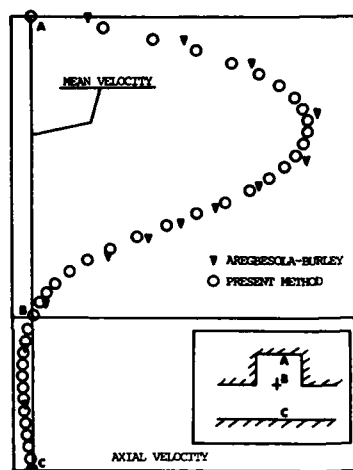 A
MEAN VELOCITY
▼ AREGBESOLA-BURLEY
○ PRESENT METHOD
B
A
B
C
C
AXIAL VELOCITY